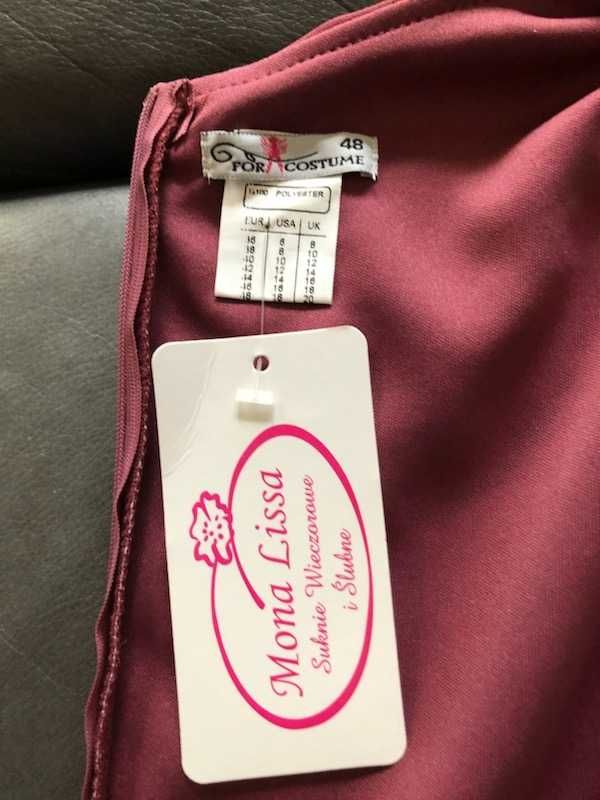 48
FOR COSTUME
%100 POLYESTER
EUR USA UK
36 6 8
38 8 10
40 10 12
42 12 14
44 14 16
46 16 18
48 18 20
Mona Lissa
Suknie Wieczorowe
i Ślubne